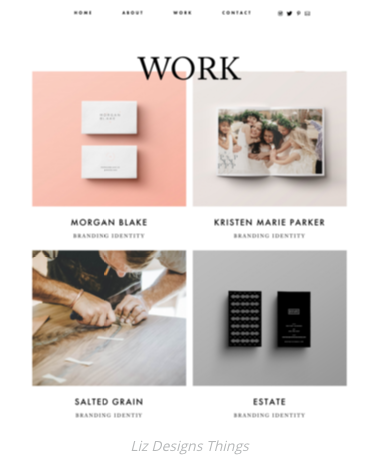 HOME ABOUT WORK CONTACT
WORK
MORGAN BLAKE
KRISTEN MARIE PARKER
BRANDING IDENTITY
BRANDING IDENTITY
SALTED GRAIN
ESTATE
BRANDING IDENTITY
BRANDING IDENTITY
Liz Designs Things